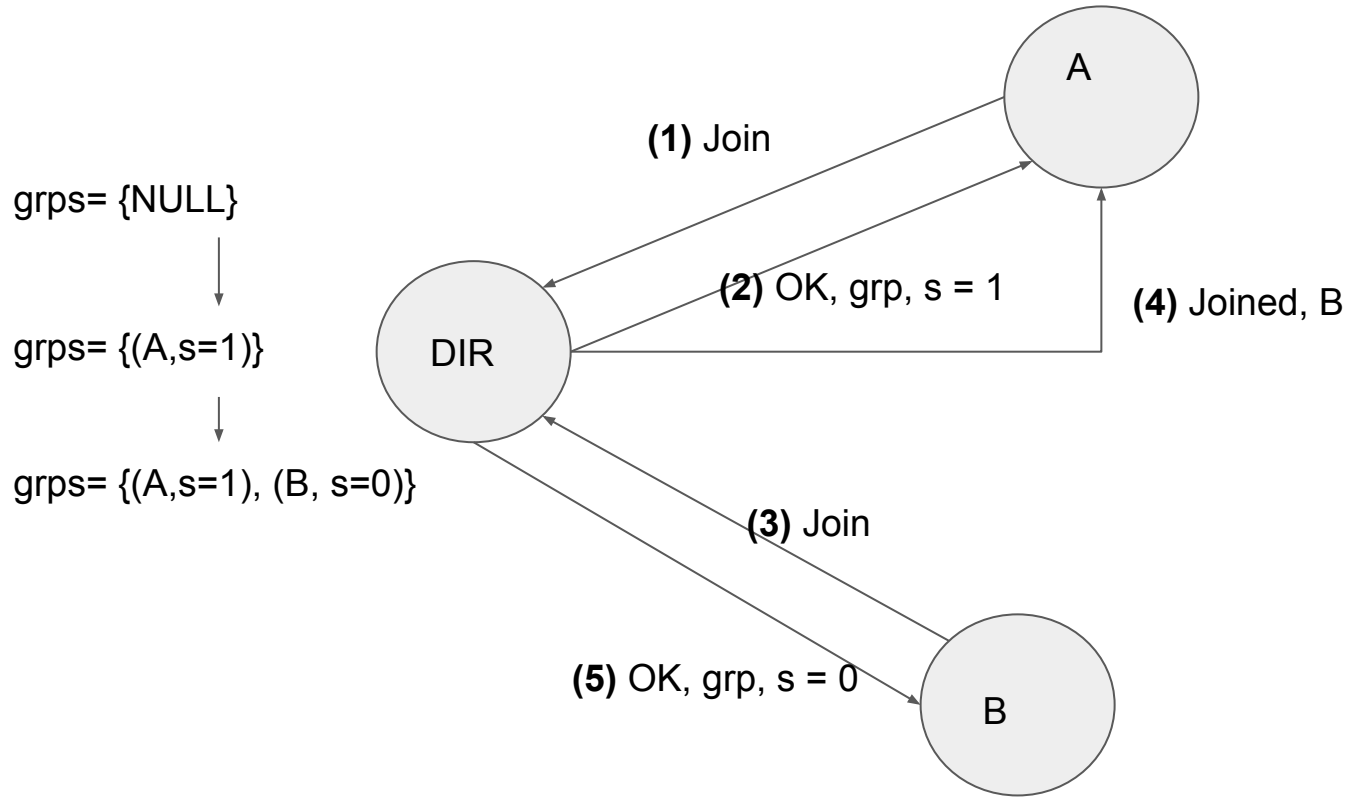 A
(1) Join
grps= {NULL}
(2) OK, grp, s = 1
(4) Joined, B
grps= {(A,s=1)}
DIR
grps= {(A,s=1), (B, s=0)}
(3) Join
(5) OK, grp, s = 0
B